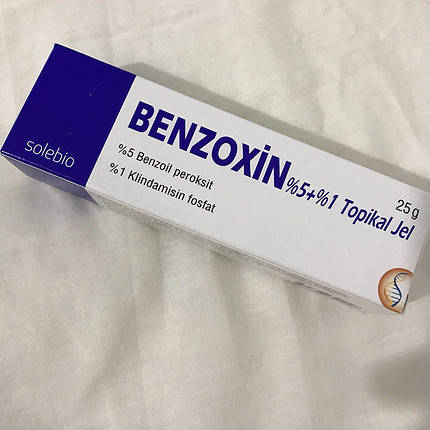 solebio
BENZOXİN %5+%1 Topikal Jel
%5 Benzoil peroksit
%1 Klindamisin fosfat
25 g